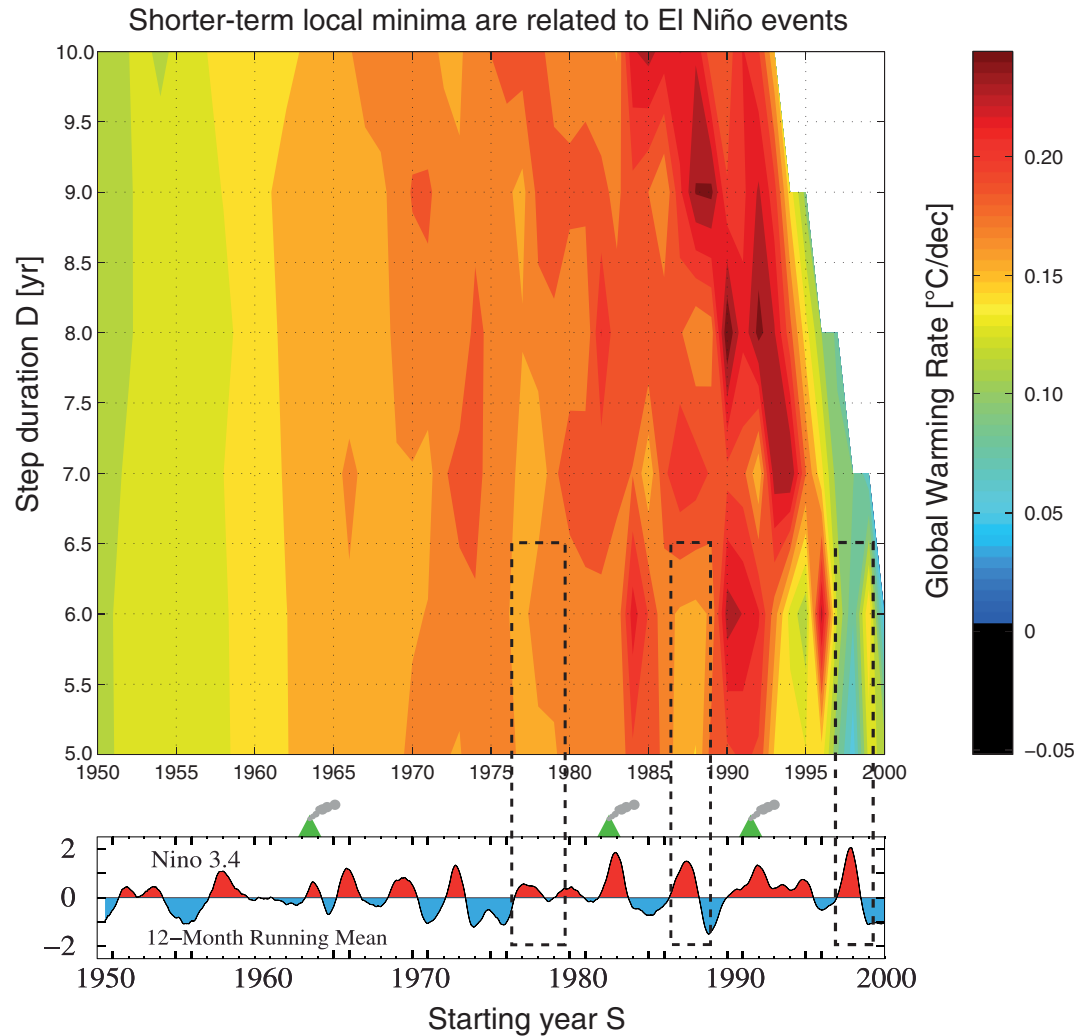 Shorter-term local minima are related to El Niño events
Step duration D [yr]
10.0
9.5
9.0
8.5
8.0
7.5
7.0
6.5
6.0
5.5
5.0
1950 1955 1960 1965 1970 1975 1980 1985 1990 1995 2000
0.20
0.15
0.10
0.05
0
−0.05
Global Warming Rate [°C/dec]
2
0
−2
Nino 3.4
12−Month Running Mean
1950 1960 1970 1980 1990 2000
Starting year S